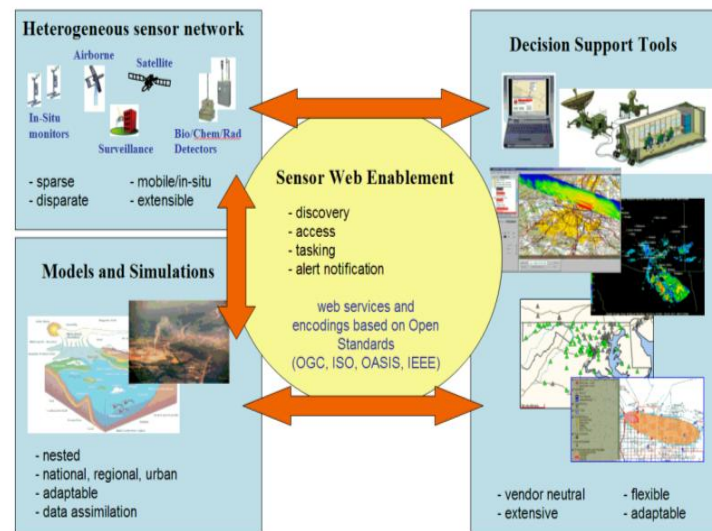 Heterogeneous sensor network
Airborne
Satellite
In-Situ
monitors
Surveillance
Bio/Chem/Rad
Detectors
- sparse
- disparate
- mobile/in-situ
- extensible
Models and Simulations
- nested
- national, regional, urban
- adaptable
- data assimilation
Sensor Web Enablement
- discovery
- access
- tasking
- alert notification
web services and
encodings based on Open
Standards
(OGC, ISO, OASIS, IEEE)
Decision Support Tools
- vendor neutral
- extensive
- flexible
- adaptable